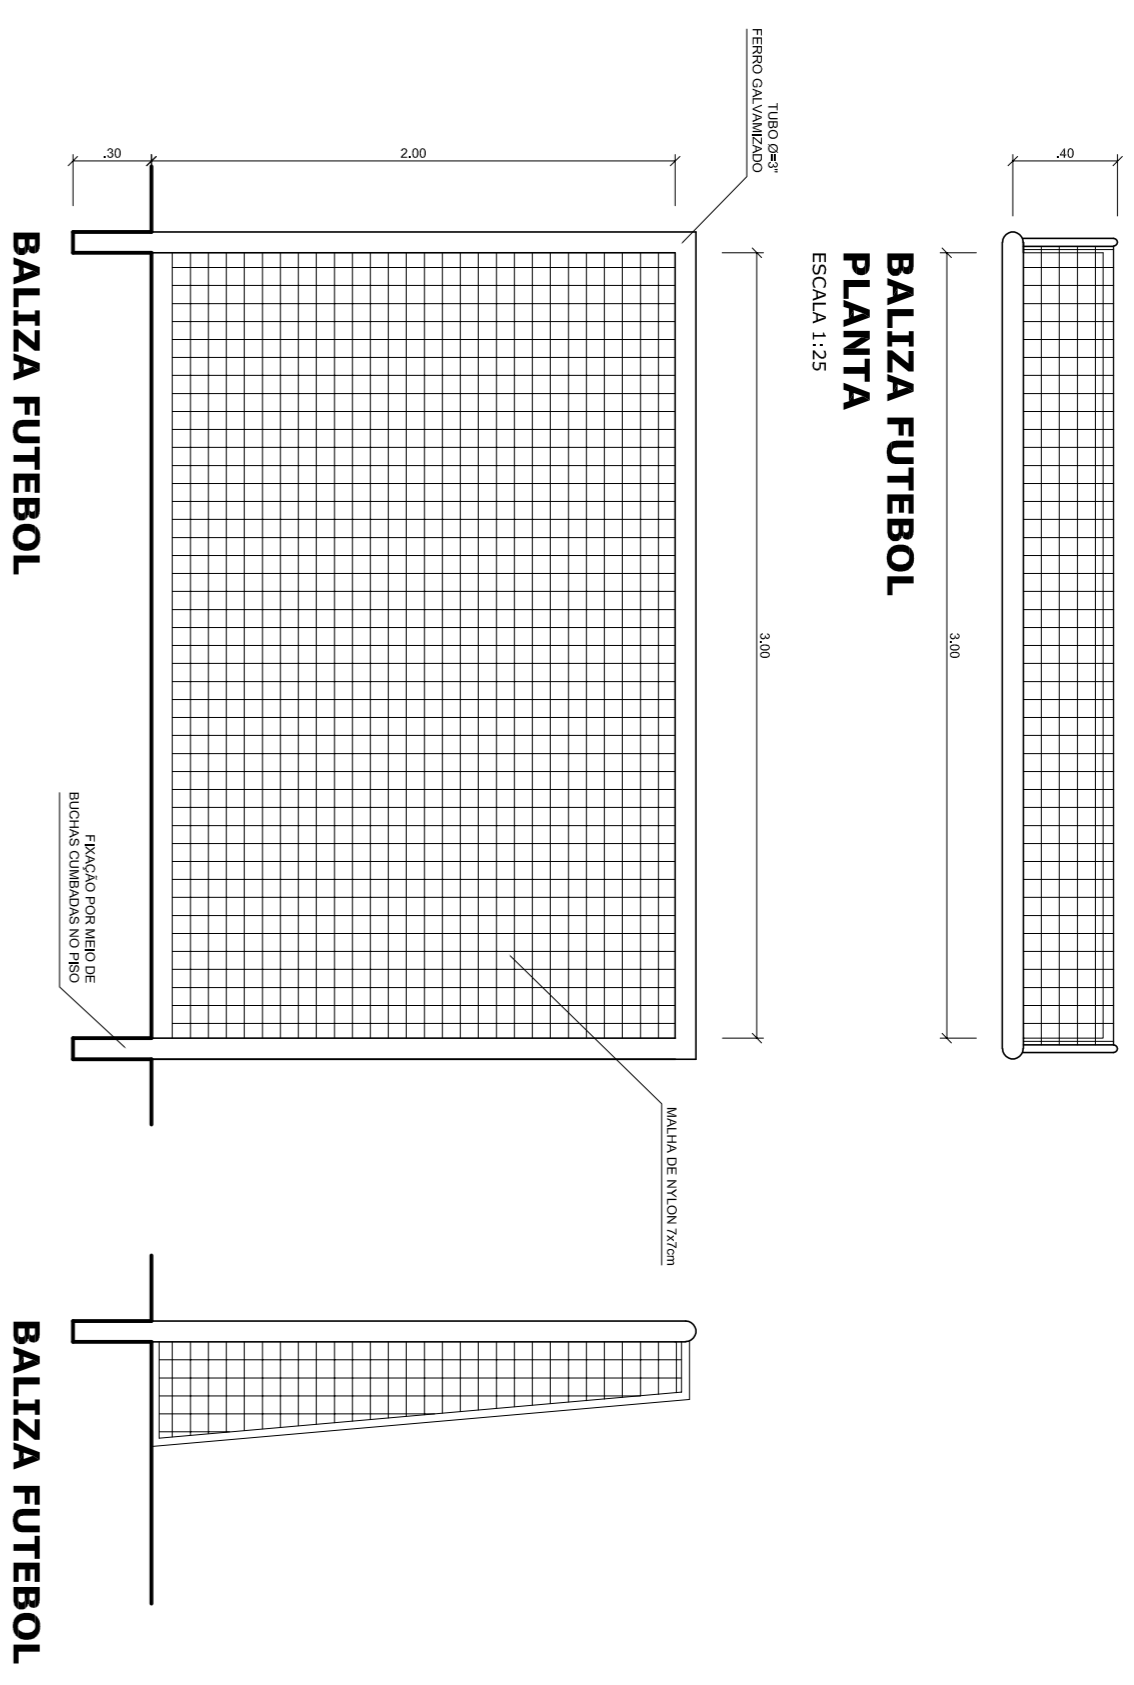 .40
3.00
BALIZA FUTEBOL
PLANTA
ESCALA 1:25
TUBO Ø=3"
FERRO GALVAMIZADO
3.00
2.00
.30
MALHA DE NYLON 7x7cm
FIXAÇÃO POR MEIO DE
BUCHAS CUMBADAS NO PISO
BALIZA FUTEBOL
BALIZA FUTEBOL